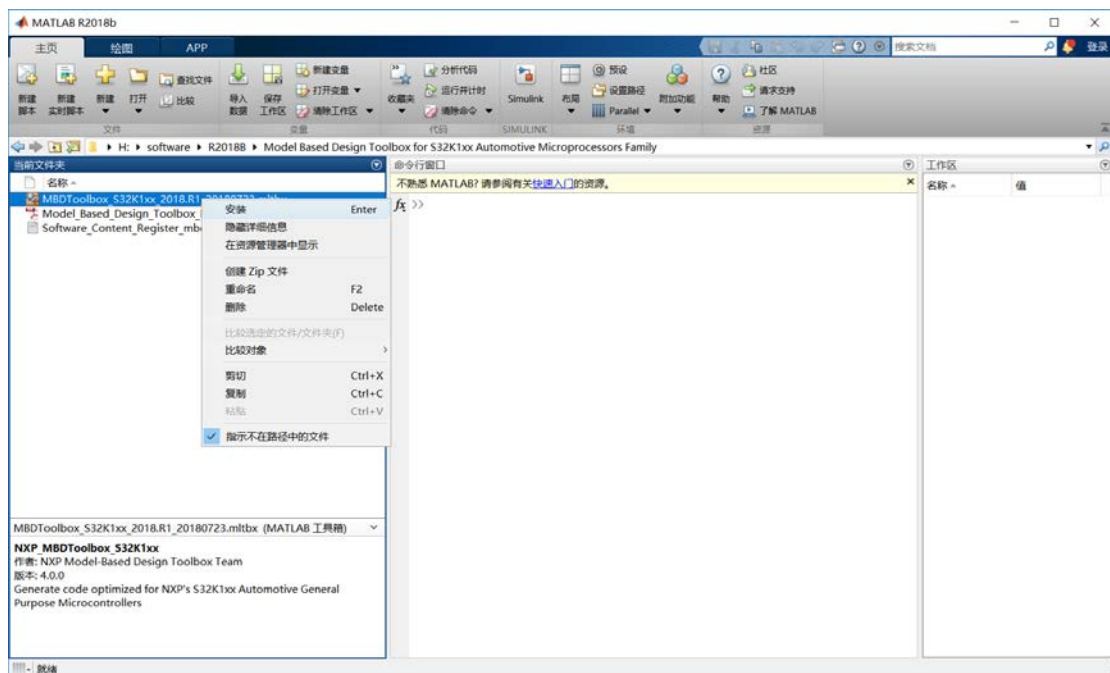 MATLAB R2018b
主页 绘图 APP
搜索文档
登录
新建脚本 新建实时脚本 新建 打开 查找文件 比较
导入数据 保存工作区 新建变量 打开变量 清除工作区
收藏夹 分析代码 运行并计时 清除命令
Simulink
布局 预设 设置路径 Parallel 附加功能
帮助 社区 请求支持 了解 MATLAB
文件 变量 代码 SIMULINK 环境 资源
H: software R2018B Model Based Design Toolbox for S32K1xx Automotive Microprocessors Family
当前文件夹
名称
MBDToolbox_S32K1xx_2018.R1_20180723.mltbx
Model_Based_Design_Toolbox_
Software_Content_Register_mb
安装 Enter
隐藏详细信息
在资源管理器中显示
创建 Zip 文件
重命名 F2
删除 Delete
比较选定的文件/文件夹(F)
比较对象
剪切 Ctrl+X
复制 Ctrl+C
粘贴 Ctrl+V
指示不在路径中的文件
命令行窗口
不熟悉 MATLAB? 请参阅有关快速入门的资源。
fx >>
工作区
名称 值
MBDToolbox_S32K1xx_2018.R1_20180723.mltbx (MATLAB 工具箱)
NXP_MBDToolbox_S32K1xx
作者: NXP Model-Based Design Toolbox Team
版本: 4.0.0
Generate code optimized for NXP's S32K1xx Automotive General
Purpose Microcontrollers
就绪